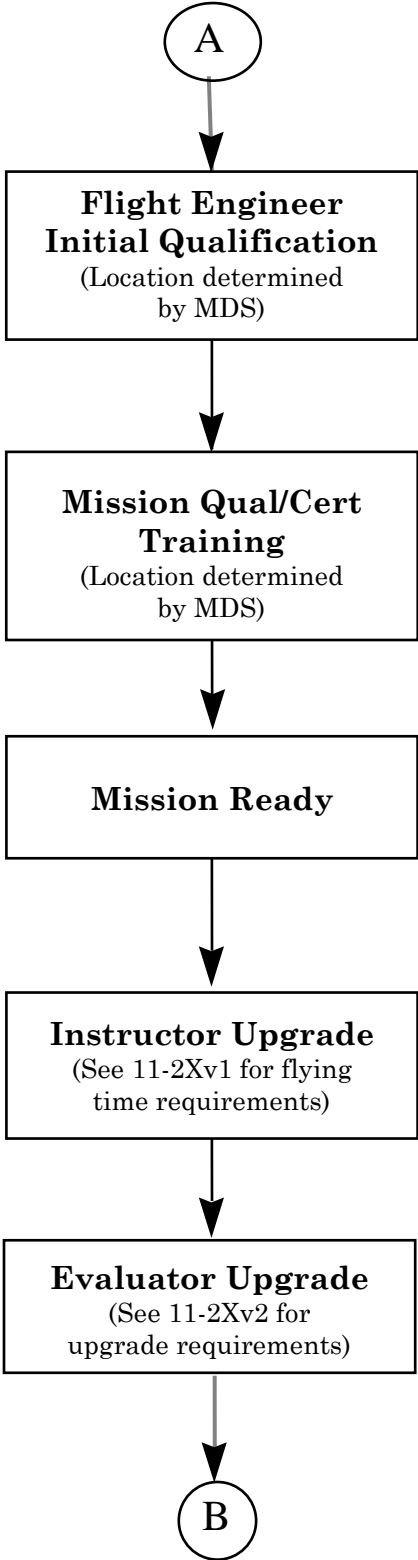 A
Flight Engineer
Initial Qualification
(Location determined
by MDS)
Mission Qual/Cert
Training
(Location determined
by MDS)
Mission Ready
Instructor Upgrade
(See 11-2Xv1 for flying
time requirements)
Evaluator Upgrade
(See 11-2Xv2 for
upgrade requirements)
B